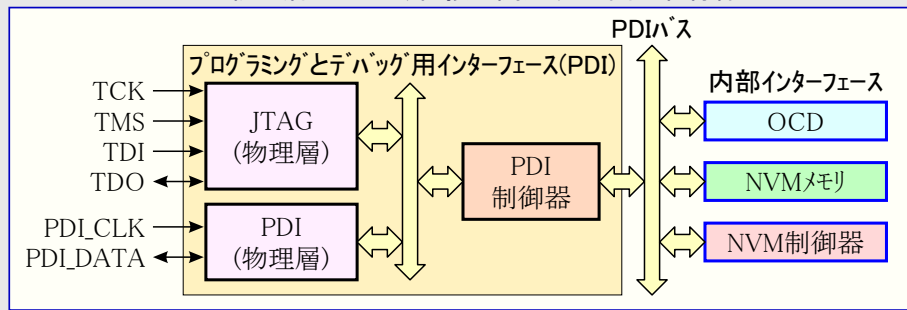 PDIバス
プログラミングとデバッグ用インターフェース(PDI)
内部インターフェース
TCK
TMS
TDI
TDO
JTAG
(物理層)
PDI
制御器
OCD
NVMメモリ
NVM制御器
PDI_CLK
PDI_DATA
PDI
(物理層)